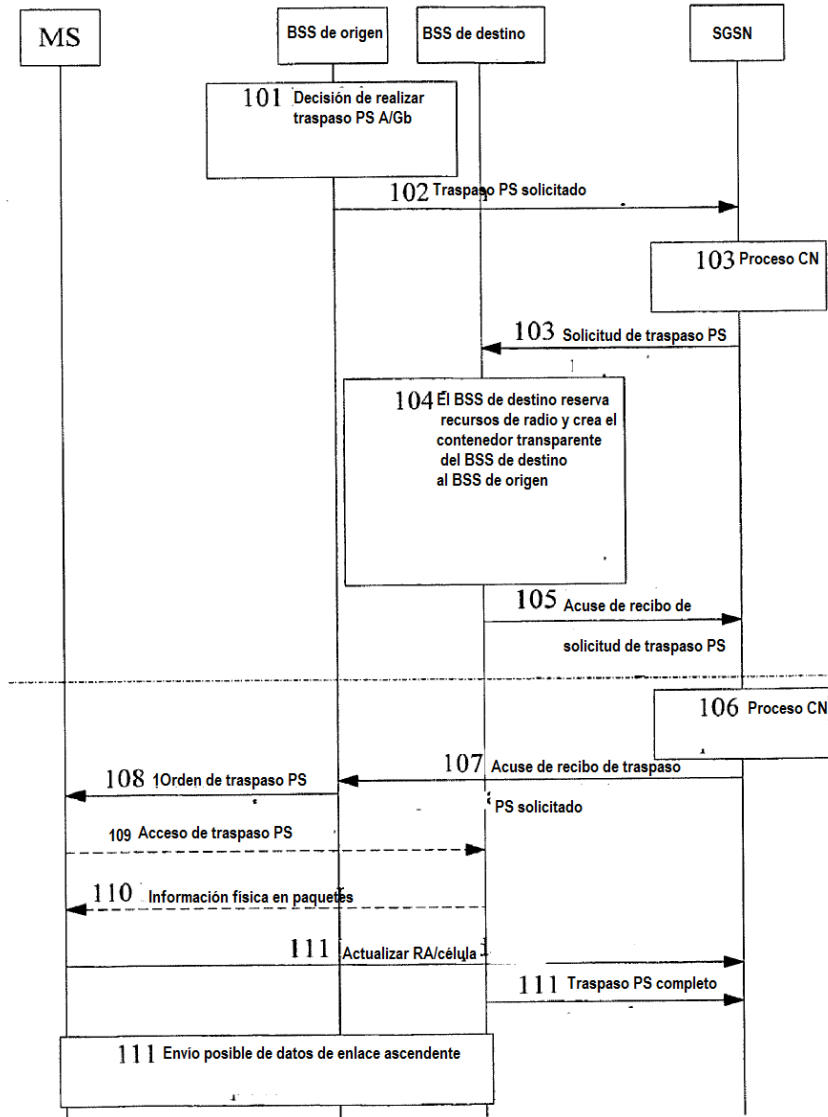 MS
BSS de origen
BSS de destino
SGSN
101 Decisión de realizar
traspaso PS A/Gb
102 Traspaso PS solicitado
103 Proceso CN
103 Solicitud de traspaso PS
104 El BSS de destino reserva
recursos de radio y crea el
contenedor transparente
del BSS de destino
al BSS de origen
105 Acuse de recibo de
solicitud de traspaso PS
106 Proceso CN
107 Acuse de recibo de traspaso
PS solicitado
108 1Orden de traspaso PS
109 Acceso de traspaso PS
110 Información física en paquetes
111 Actualizar RA/célula
111 Traspaso PS completo
111 Envío posible de datos de enlace ascendente